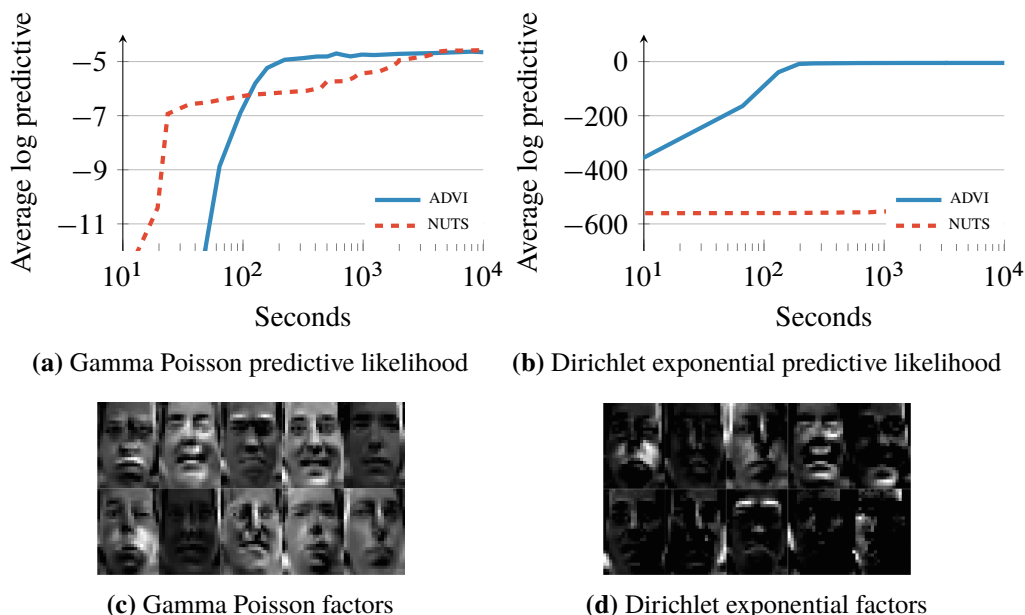 Average log predictive
−5
−7
−9
−11
ADVI
NUTS
10^1
10^2
10^3
10^4
Seconds
(a) Gamma Poisson predictive likelihood
Average log predictive
0
−200
−400
−600
ADVI
NUTS
10^1
10^2
10^3
10^4
Seconds
(b) Dirichlet exponential predictive likelihood
(c) Gamma Poisson factors
(d) Dirichlet exponential factors